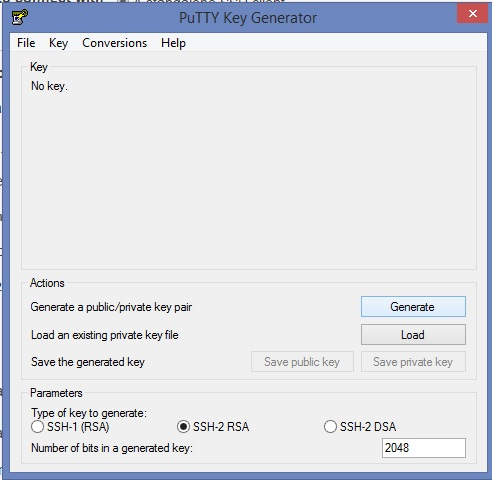 PuTTY Key Generator
File Key Conversions Help
Key
No key.
Actions
Generate a public/private key pair Generate
Load an existing private key file Load
Save the generated key Save public key Save private key
Parameters
Type of key to generate:
SSH-1 (RSA) SSH-2 RSA SSH-2 DSA
Number of bits in a generated key: 2048